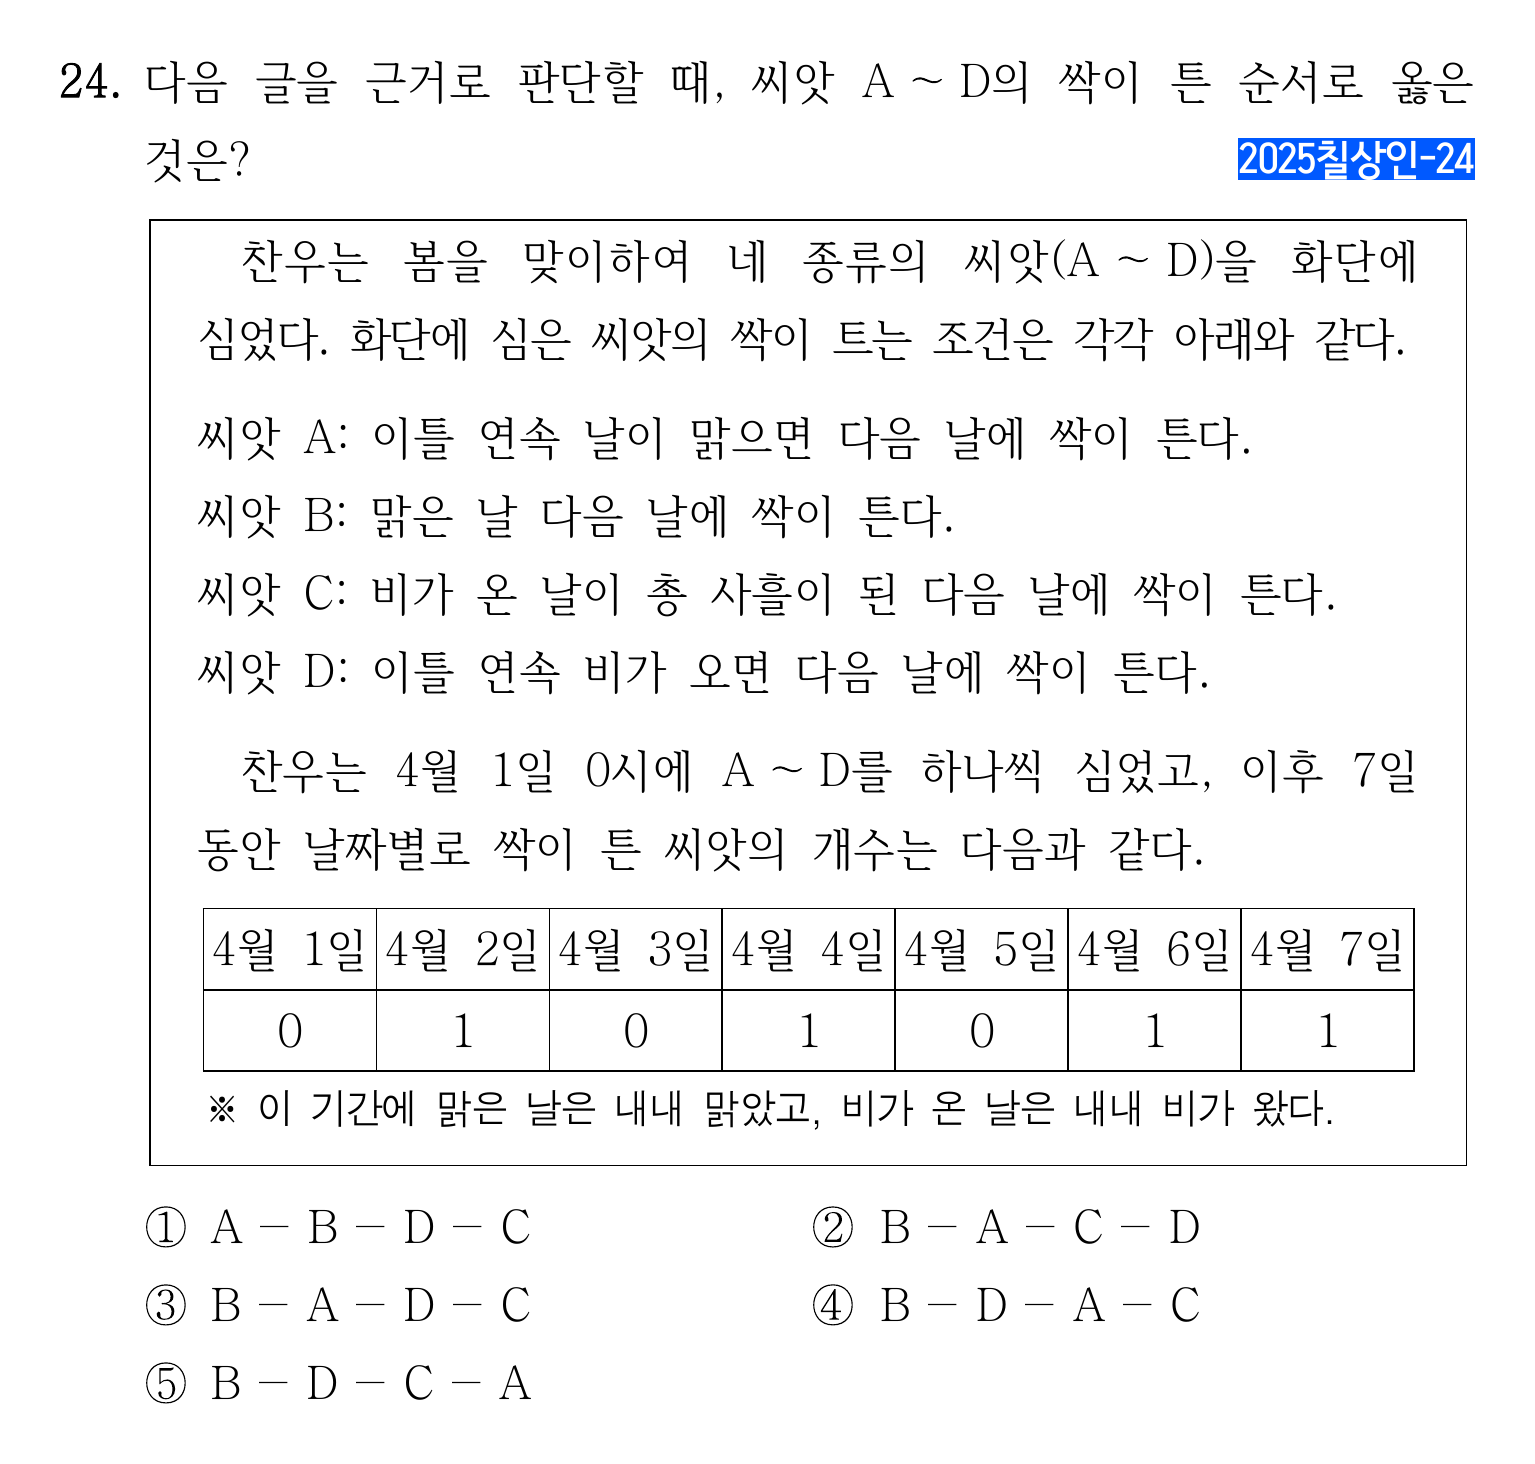 24. 다음 글을 근거로 판단할 때, 씨앗 A ~ D의 싹이 튼 순서로 옳은
것은?
2025칠상인-24
찬우는 봄을 맞이하여 네 종류의 씨앗(A ~ D)을 화단에
심었다. 화단에 심은 씨앗의 싹이 트는 조건은 각각 아래와 같다.
씨앗 A: 이틀 연속 날이 맑으면 다음 날에 싹이 튼다.
씨앗 B: 맑은 날 다음 날에 싹이 튼다.
씨앗 C: 비가 온 날이 총 사흘이 된 다음 날에 싹이 튼다.
씨앗 D: 이틀 연속 비가 오면 다음 날에 싹이 튼다.
찬우는 4월 1일 0시에 A ~ D를 하나씩 심었고, 이후 7일
동안 날짜별로 싹이 튼 씨앗의 개수는 다음과 같다.
4월 1일 4월 2일 4월 3일 4월 4일 4월 5일 4월 6일 4월 7일
0 1 0 1 0 1 1
※ 이 기간에 맑은 날은 내내 맑았고, 비가 온 날은 내내 비가 왔다.
① A - B - D - C ② B - A - C - D
③ B - A - D - C ④ B - D - A - C
⑤ B - D - C - A